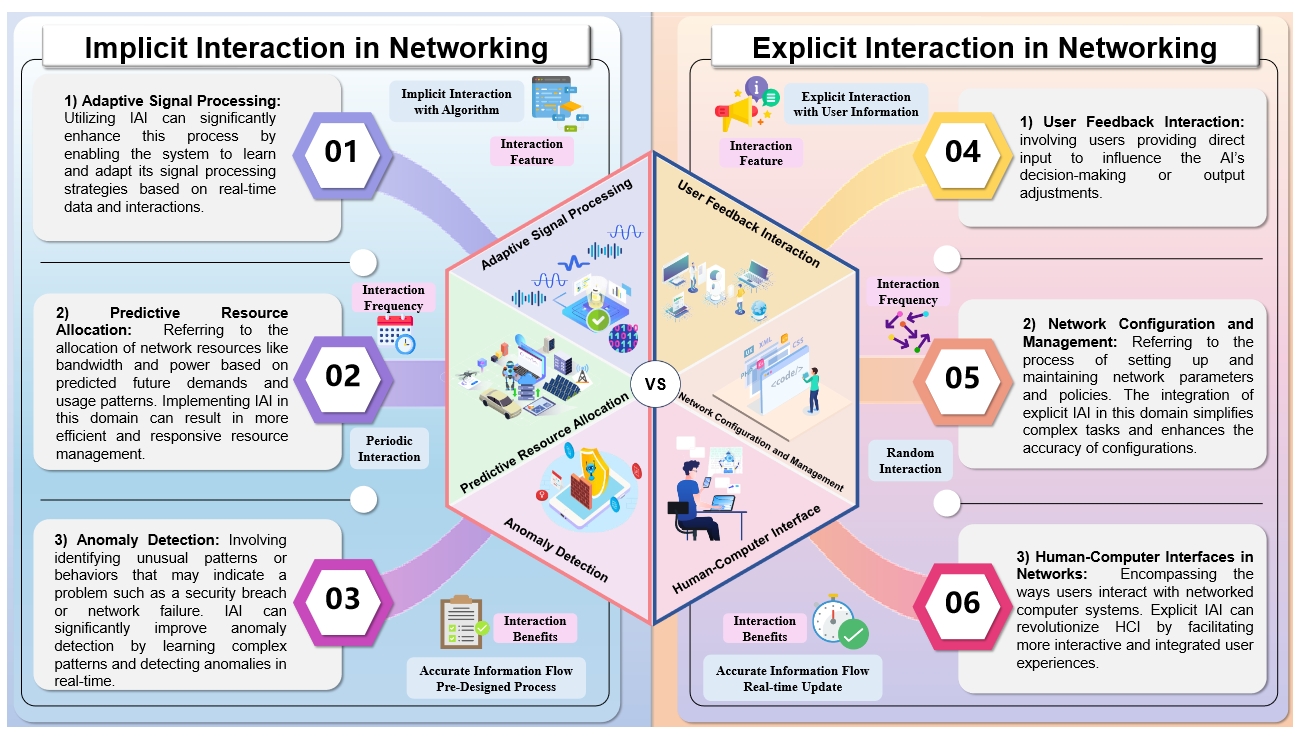 Implicit Interaction in Networking
1) Adaptive Signal Processing:
Utilizing IAI can significantly
enhance this process by
enabling the system to learn
and adapt its signal processing
strategies based on real-time
data and interactions.
01
Implicit Interaction
with Algorithm
Interaction
Feature
2) Predictive Resource
Allocation: Referring to the
allocation of network resources like
bandwidth and power based on
predicted future demands and
usage patterns. Implementing IAI in
this domain can result in more
efficient and responsive resource
management.
02
Interaction
Frequency
Periodic
Interaction
3) Anomaly Detection: Involving
identifying unusual patterns or
behaviors that may indicate a
problem such as a security breach
or network failure. IAI can
significantly improve anomaly
detection by learning complex
patterns and detecting anomalies in
real-time.
03
Interaction
Benefits
Accurate Information Flow
Pre-Designed Process
Adaptive Signal Processing
Predictive Resource Allocation
Anomaly Detection
VS
User Feedback Interaction
XML
CSS
<code/>
Network Configuration and Management
Human-Computer Interface
Explicit Interaction in Networking
Interaction
Feature
Explicit Interaction
with User Information
04
1) User Feedback Interaction:
involving users providing direct
input to influence the AI's
decision-making or output
adjustments.
Interaction
Frequency
Random
Interaction
05
2) Network Configuration and
Management: Referring to the
process of setting up and
maintaining network parameters
and policies. The integration of
explicit IAI in this domain simplifies
complex tasks and enhances the
accuracy of configurations.
Interaction
Benefits
Accurate Information Flow
Real-time Update
06
3) Human-Computer Interfaces in
Networks: Encompassing the
ways users interact with networked
computer systems. Explicit IAI can
revolutionize HCI by facilitating
more interactive and integrated user
experiences.